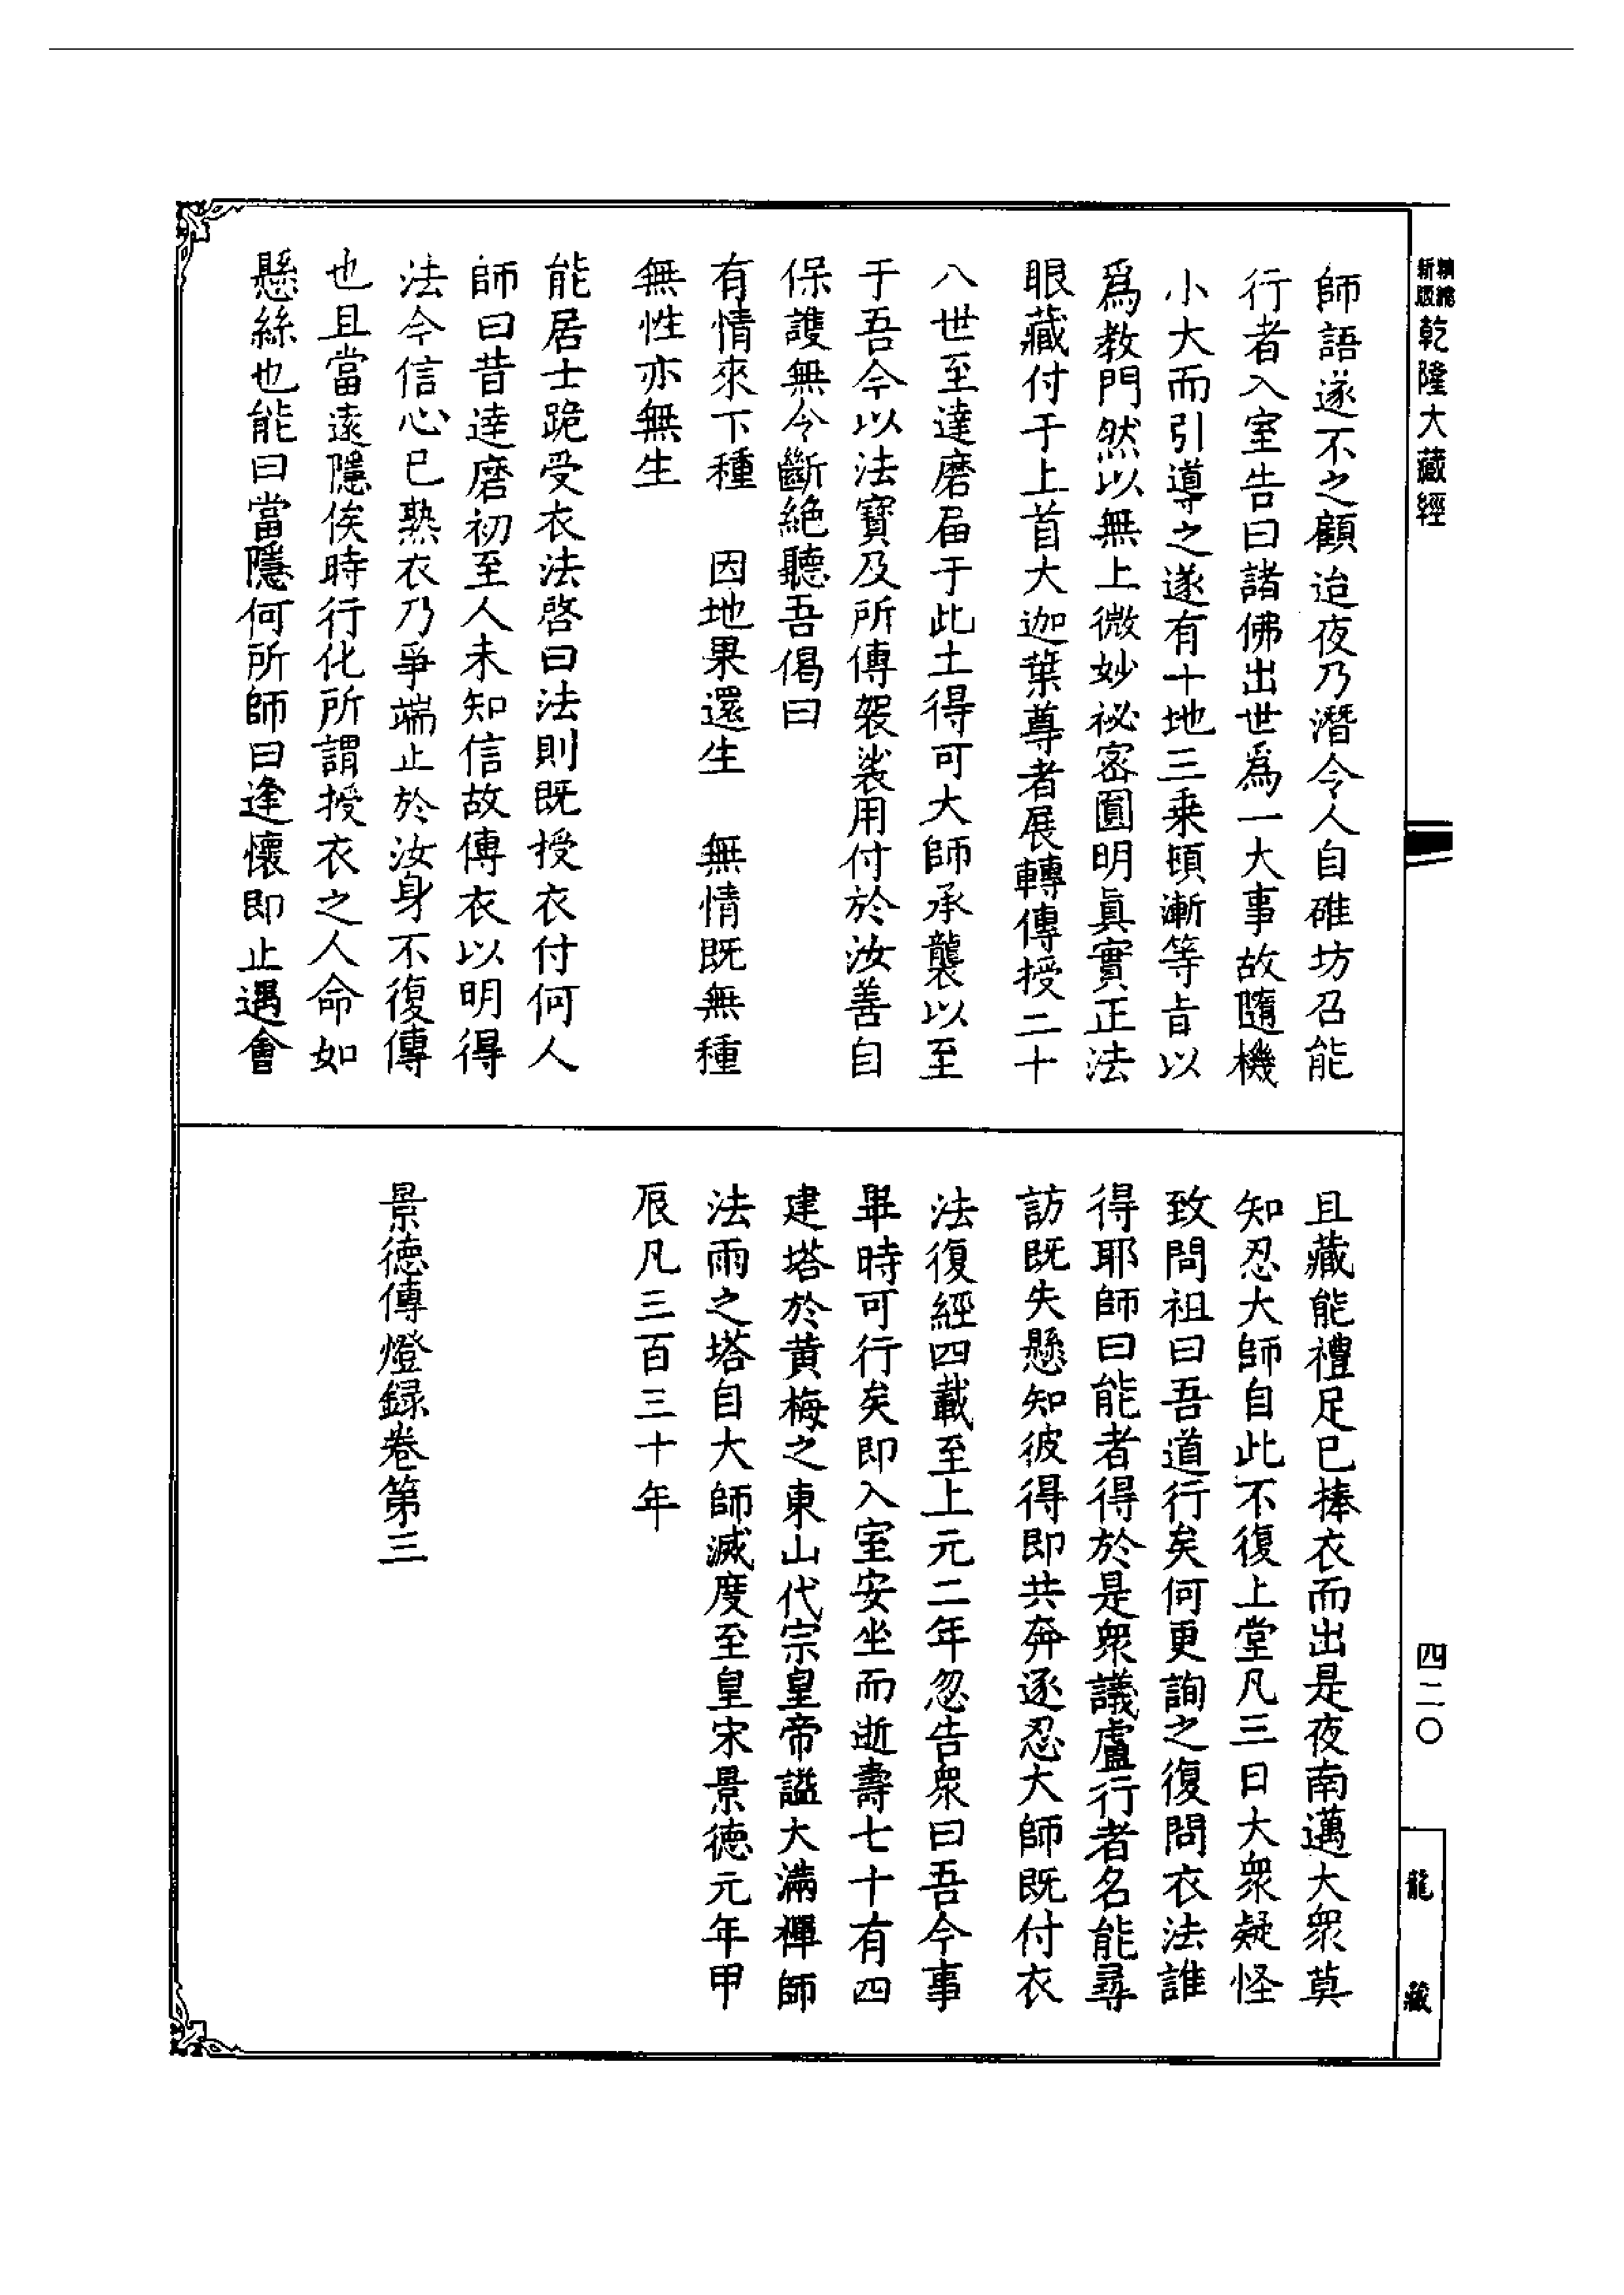 精縮
新版
乾隆大藏經
師語遂不之顧迨夜乃潛令人自碓坊召能
行者入室告曰諸佛出世爲一大事故隨機
小大而引導之遂有十地三乘頓漸等旨以
爲教門然以無上微妙祕密圓明眞實正法
眼藏付于上首大迦葉尊者展轉傳授二十
八世至達磨屆于此土得可大師承襲以至
于吾今以法寶及所傳袈裟用付於汝善自
保護無令斷絶聽吾偈曰
有情來下種　因地果還生　無情既無種
無性亦無生
能居士跪受衣法啓曰法則既授衣付何人
師曰昔達磨初至人未知信故傳衣以明得
法今信心已熟衣乃爭端止於汝身不復傳
也且當遠隱俟時行化所謂授衣之人命如
懸絲也能曰當隱何所師曰逢懷即止遇會
且藏能禮足已捧衣而出是夜南邁大衆莫
知忍大師自此不復上堂凡三日大衆疑怪
致問祖曰吾道行矣何更詢之復問衣法誰
得耶師曰能者得於是衆議盧行者名能尋
訪既失懸知彼得即共奔逐忍大師既付衣
法復經四載至上元二年忽告衆曰吾今事
畢時可行矣即入室安坐而逝壽七十有四
建塔於黄梅之東山代宗皇帝諡大滿禪師
法雨之塔自大師滅度至皇宋景德元年甲
辰凡三百三十年
景德傳燈録卷第三
四二〇
龍藏